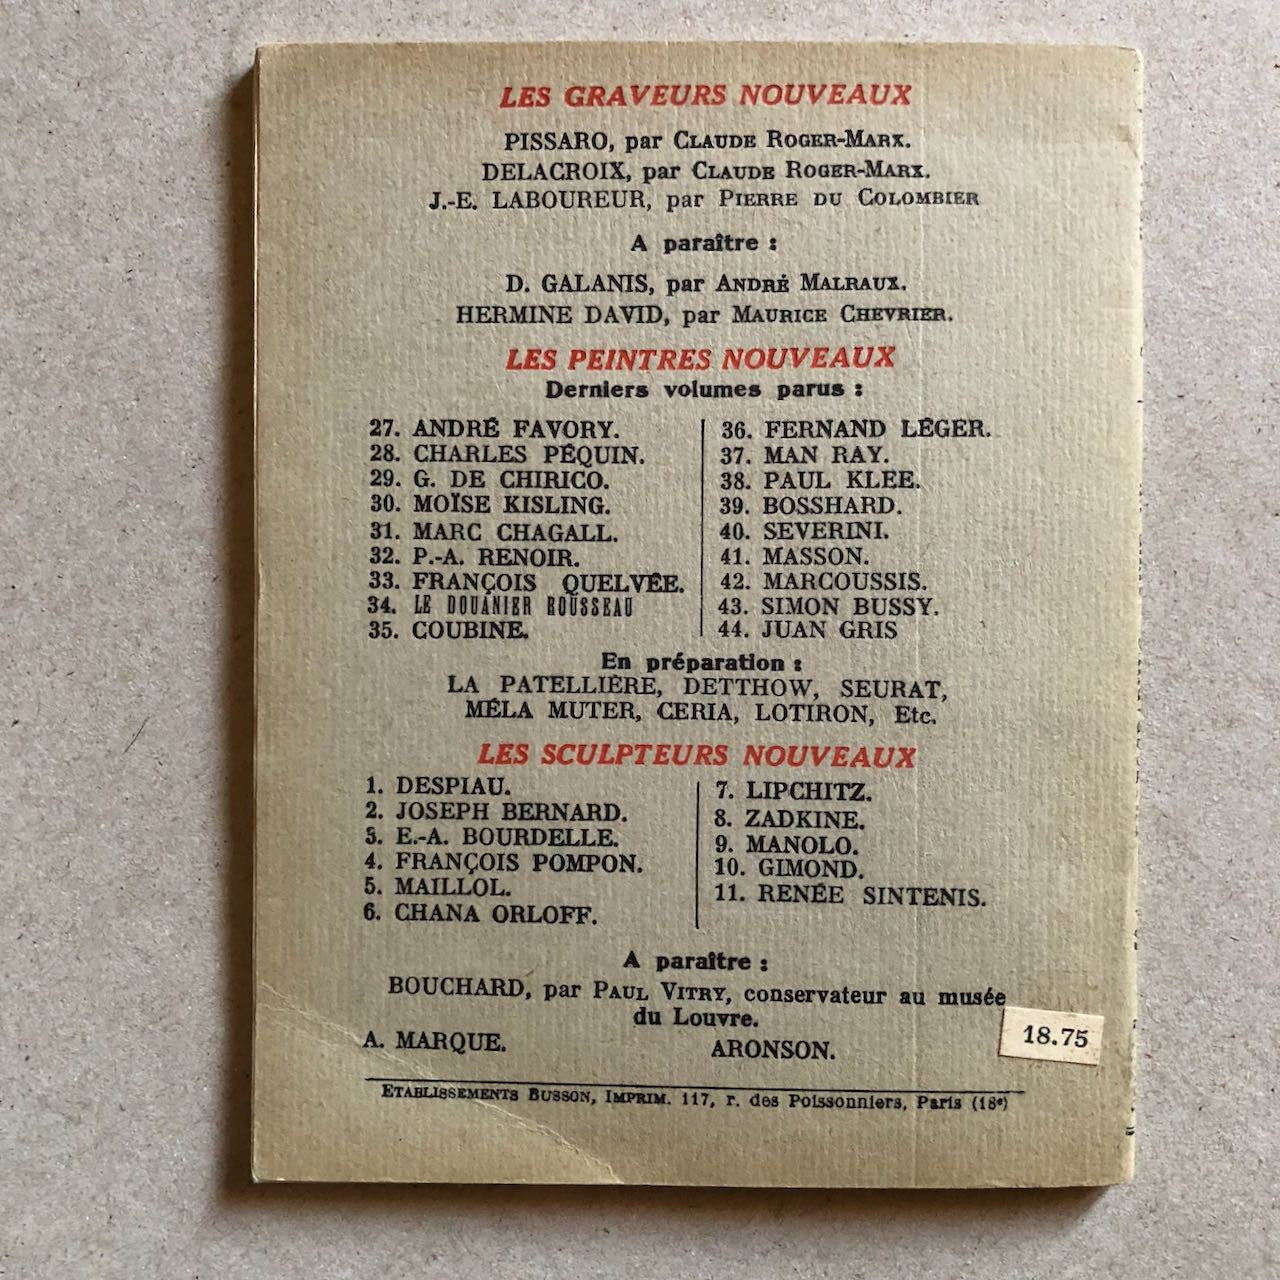 LES GRAVEURS NOUVEAUX
PISSARO, par CLAUDE ROGER-MARX.
DELACROIX, par CLAUDE ROGER-MARX.
J.-E. LABOUREUR, par PIERRE DU COLOMBIER
A paraître :
D. GALANIS, par ANDRÉ MALRAUX.
HERMINE DAVID, par MAURICE CHEVRIER.
LES PEINTRES NOUVEAUX
Derniers volumes parus :
27. ANDRÉ FAVORY.
28. CHARLES PÉQUIN.
29. G. DE CHIRICO.
30. MOÏSE KISLING.
31. MARC CHAGALL.
32. P.-A. RENOIR.
33. FRANÇOIS QUELVÉE.
34. LE DOUANIER ROUSSEAU
35. COUBINE.
36. FERNAND LÉGER.
37. MAN RAY.
38. PAUL KLEE.
39. BOSSHARD.
40. SEVERINI.
41. MASSON.
42. MARCOUSSIS.
43. SIMON BUSSY.
44. JUAN GRIS
En préparation :
LA PATELLIÈRE, DETTHOW, SEURAT,
MÉLA MUTER, CERIA, LOTIRON, Etc.
LES SCULPTEURS NOUVEAUX
1. DESPIAU.
2. JOSEPH BERNARD.
3. E.-A. BOURDELLE.
4. FRANÇOIS POMPON.
5. MAILLOL.
6. CHANA ORLOFF.
7. LIPCHITZ.
8. ZADKINE.
9. MANOLO.
10. GIMOND.
11. RENÉE SINTENIS.
A paraître :
BOUCHARD, par PAUL VITRY, conservateur au musée
du Louvre.
A. MARQUE. ARONSON.
18.75
ETABLISSEMENTS BUSSON, IMPRIM. 117, r. des Poissonniers, Paris (18e)